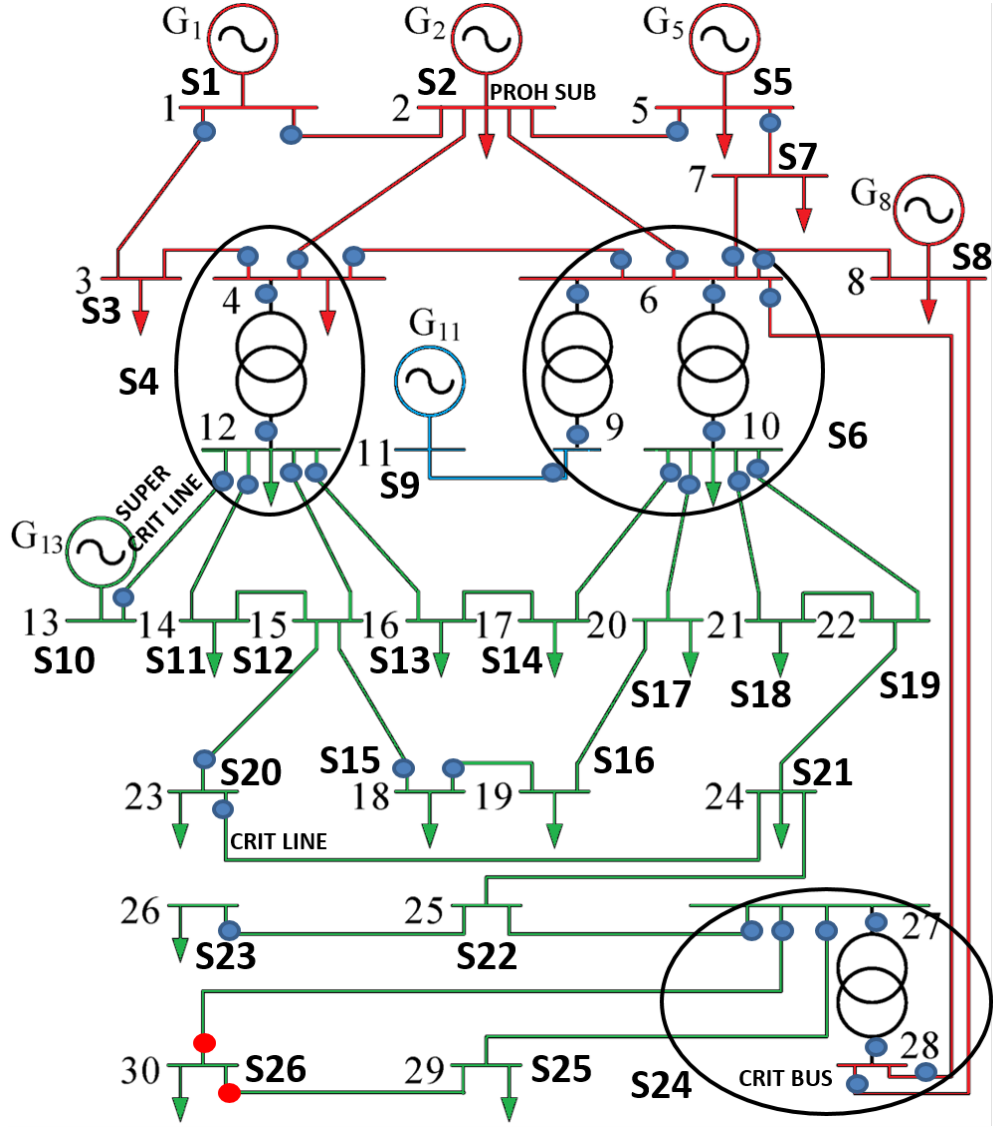 G1 G2 G5
S1 S2 PROH SUB S5
1 2 5
S7
7 G8
S8
3 4 6 8
S3
G11
S4
12 11 9 10 S6
S9
SUPER
CRIT LINE
G13
13 14 15 16 17 20 21 22
S10 S11 S12 S13 S14 S17 S18 S19
S20 S15 S16 S21
23 18 19 24
CRIT LINE
26 25 27
S23 S22
30 S26 29 S25 S24 28
CRIT BUS